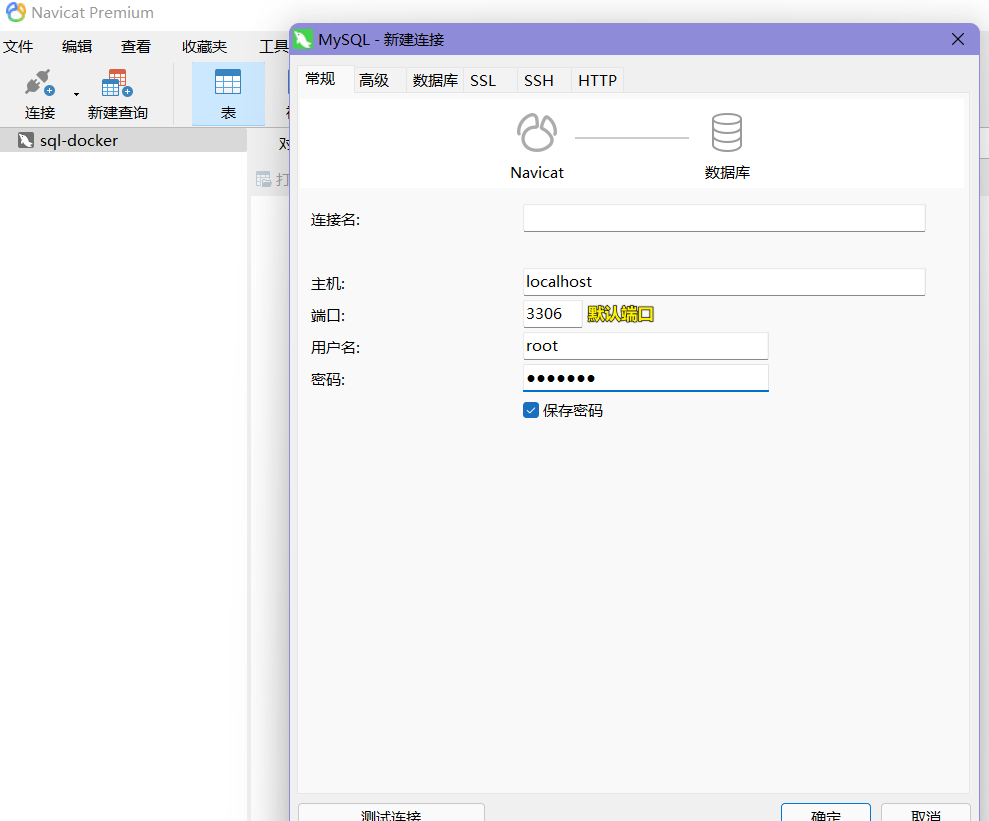 Navicat Premium
文件 编辑 查看 收藏夹 工具
连接 新建查询 表
sql-docker
对
打
MySQL - 新建连接
常规 高级 数据库 SSL SSH HTTP
Navicat 数据库
连接名:
主机: localhost
端口: 3306 默认端口
用户名: root
密码: ●●●●●●●
保存密码
测试连接 确定 取消